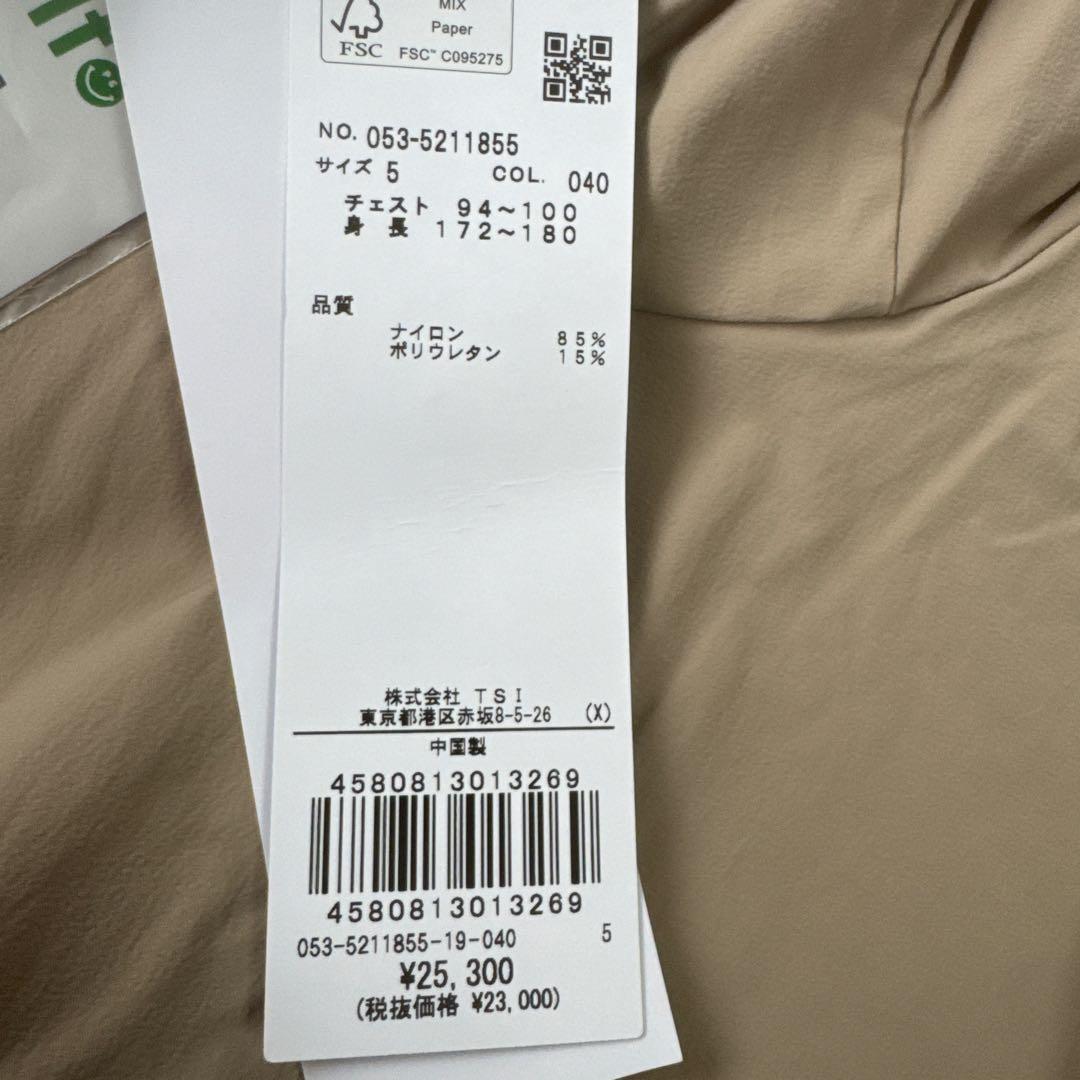 MIX
Paper
FSC FSC™ C095275
NO. 053-5211855
サイズ 5 COL. 040
チェスト 94～100
身 長 172～180
品質
ナイロン 85%
ポリウレタン 15%
株式会社 TSI
東京都港区赤坂8-5-26 (X)
中国製
4580813013269
4580813013269
053-5211855-19-040 5
¥25,300
(税抜価格 ¥23,000)